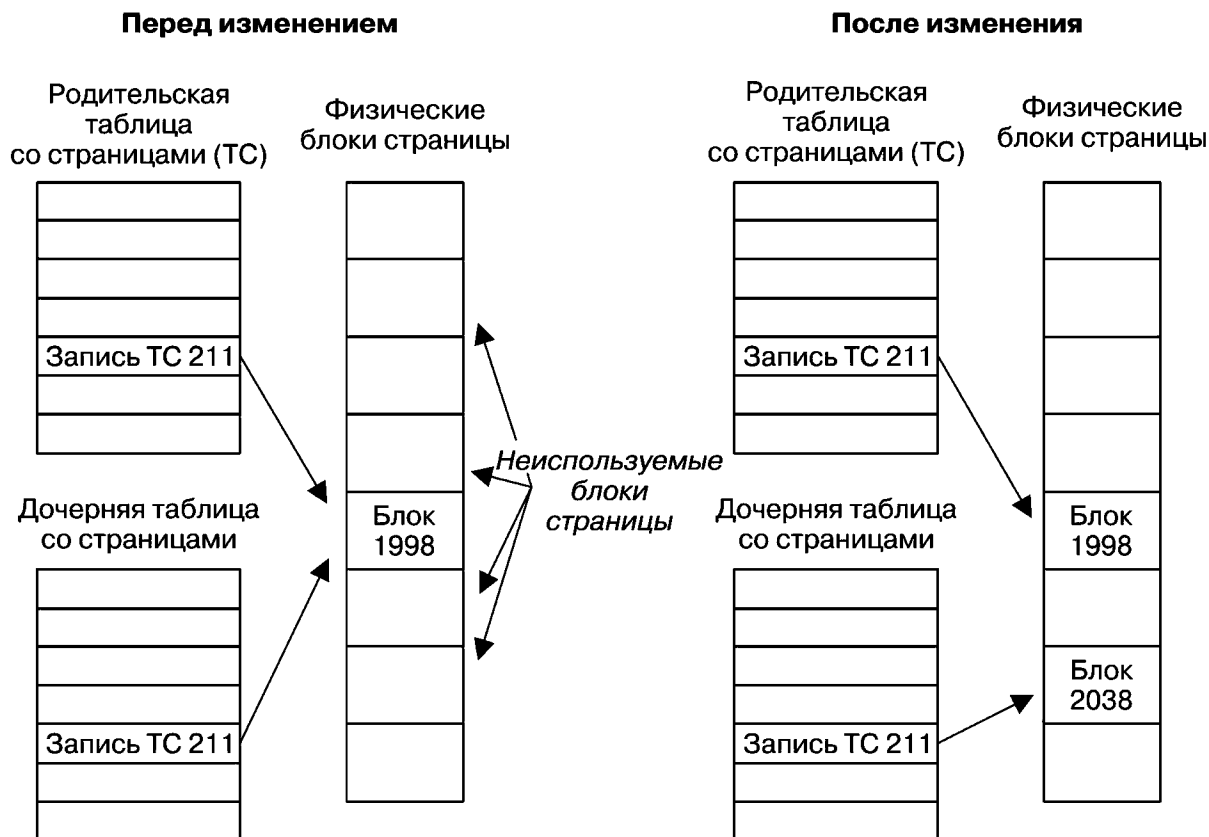 Перед изменением
Родительская
таблица
со страницами (ТС)
Физические
блоки страницы
Запись ТС 211
Дочерняя таблица
со страницами
Запись ТС 211
Блок
1998
Неиспользуемые
блоки
страницы
После изменения
Родительская
таблица
со страницами (ТС)
Физические
блоки страницы
Запись ТС 211
Дочерняя таблица
со страницами
Запись ТС 211
Блок
1998
Блок
2038